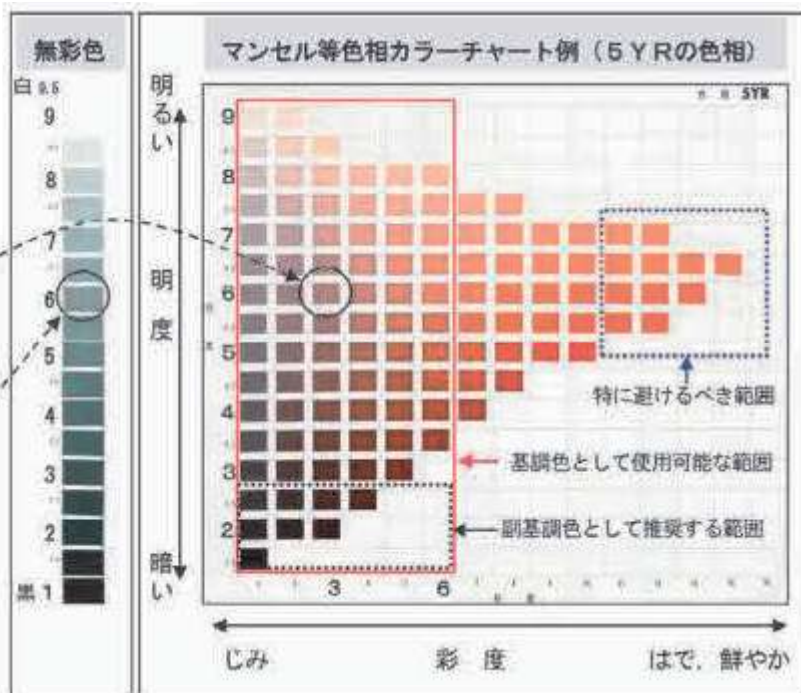 無彩色
白 9.5
9
8
7
6
5
4
3
2
黒 1
マンセル等色相カラーチャート例（5YRの色相）
明るい
明度
暗い
5YR
9
8
7
6
5
4
3
2
特に避けるべき範囲
基調色として使用可能な範囲
副基調色として推奨する範囲
3 6
じみ 彩度 はで，鮮やか